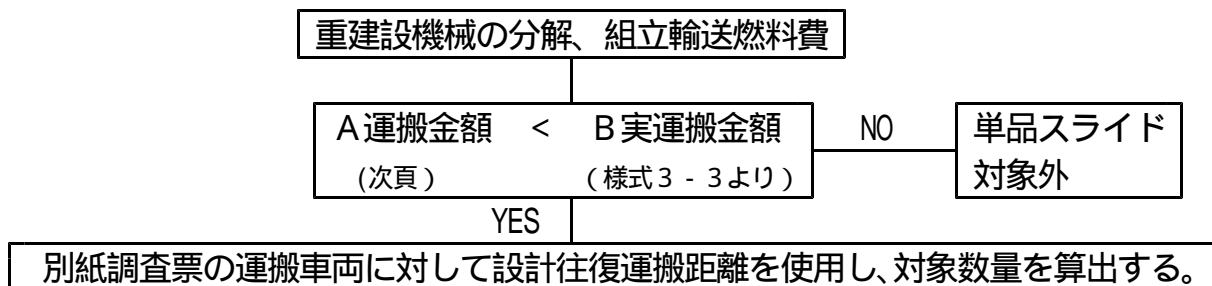 重建設機械の分解、組立輸送燃料費
A運搬金額 < B実運搬金額
(次頁)
(様式3-3より)
NO
単品スライド
対象外
YES
別紙調査票の運搬車両に対して設計往復運搬距離を使用し、対象数量を算出する。